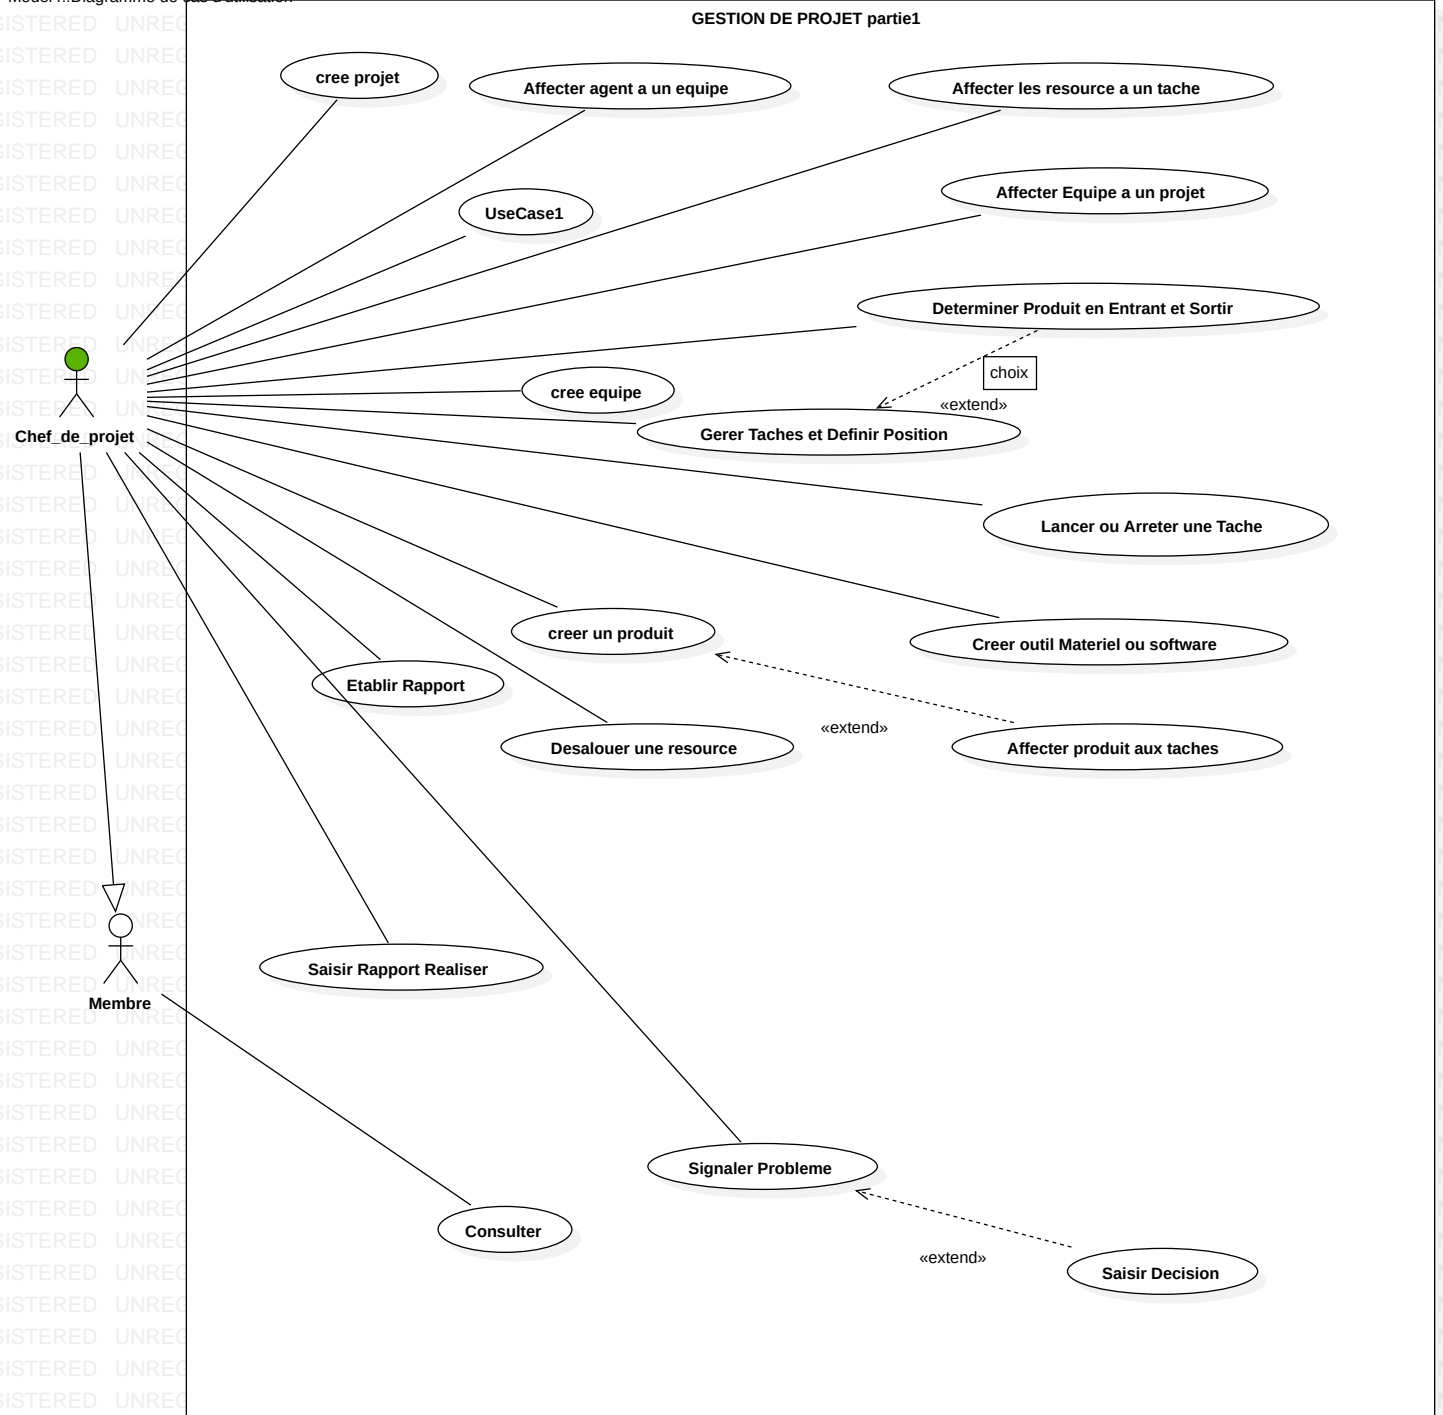 GESTION DE PROJET partie1
cree projet
Affecter agent a un equipe
Affecter les resource a un tache
Affecter Equipe a un projet
UseCase1
Determiner Produit en Entrant et Sortir
choix
«extend»
cree equipe
Gerer Taches et Definir Position
Chef_de_projet
Lancer ou Arreter une Tache
creer un produit
Creer outil Materiel ou software
Etablir Rapport
«extend»
Desalouer une resource
Affecter produit aux taches
Saisir Rapport Realiser
Membre
Signaler Probleme
Consulter
«extend»
Saisir Decision